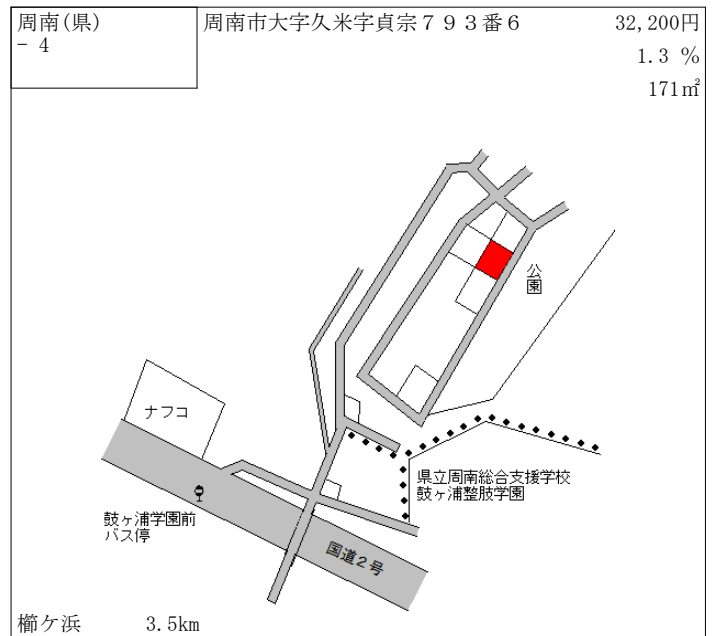 周南(県)
- 4
周南市大字久米字貞宗７９３番６
32,200円
1.3 %
171㎡
公園
ナフコ
県立周南総合支援学校
鼓ヶ浦整肢学園
鼓ヶ浦学園前
バス停
国道２号
櫛ケ浜 3.5km